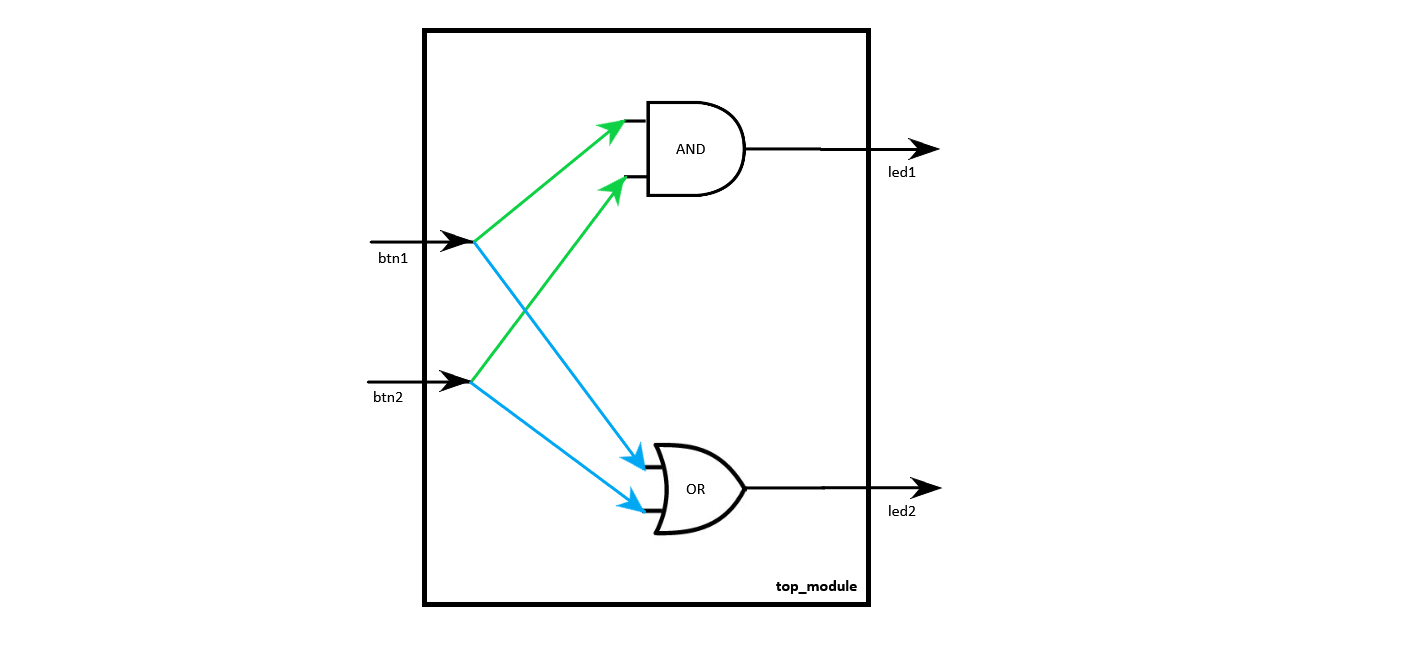 AND
led1
btn1
btn2
OR
led2
top_module